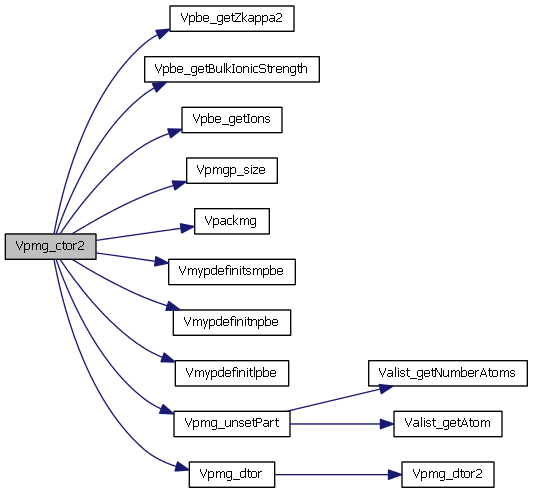 Vpbe_getZkappa2
Vpbe_getBulkIonicStrength
Vpbe_getIons
Vpmgp_size
Vpmg_ctor2
Vpackmg
Vmypdefinitsmpbe
Vmypdefinitnpbe
Vmypdefinitlpbe
Valist_getNumberAtoms
Vpmg_unsetPart
Valist_getAtom
Vpmg_dtor
Vpmg_dtor2